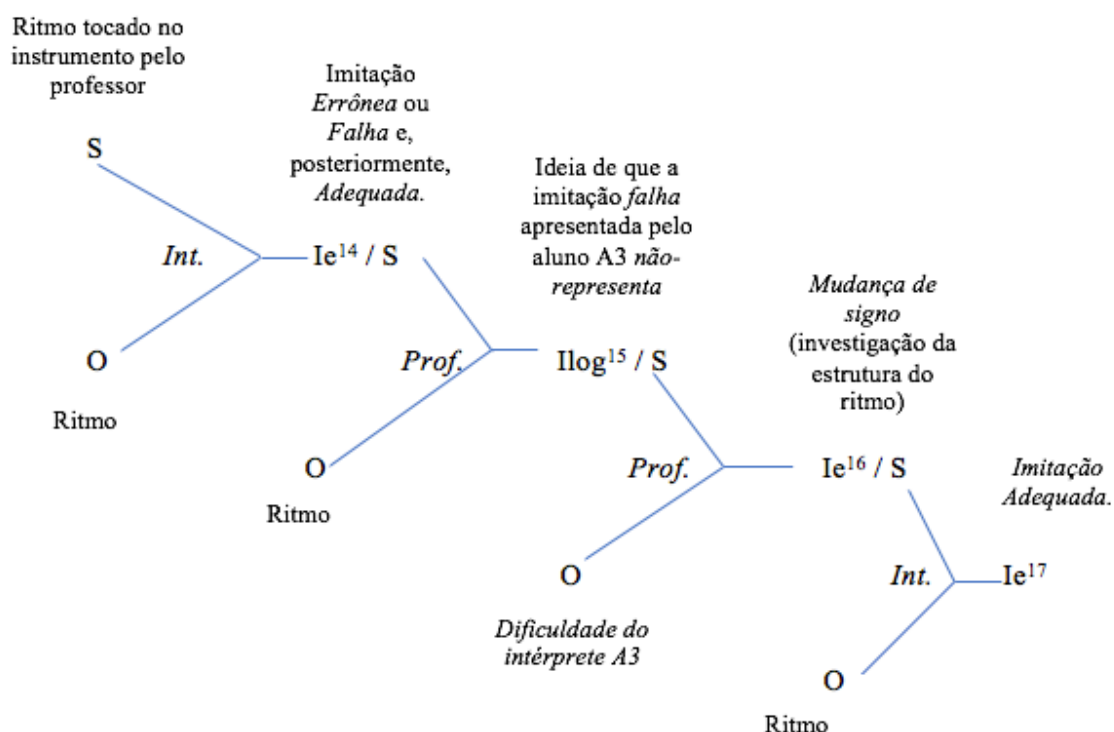 Ritmo tocado no
instrumento pelo
professor
S
Int.
O
Ritmo
Imitação
Errônea ou
Falha e,
posteriormente,
Adequada.
Ie¹⁴ / S
Prof.
O
Ritmo
Ideia de que a
imitação falha
apresentada pelo
aluno A3 não-
representa
Ilog¹⁵ / S
Prof.
O
Dificuldade do
intérprete A3
Mudança de
signo
(investigação da
estrutura do
ritmo)
Ie¹⁶ / S
Int.
O
Ritmo
Imitação
Adequada.
Ie¹⁷